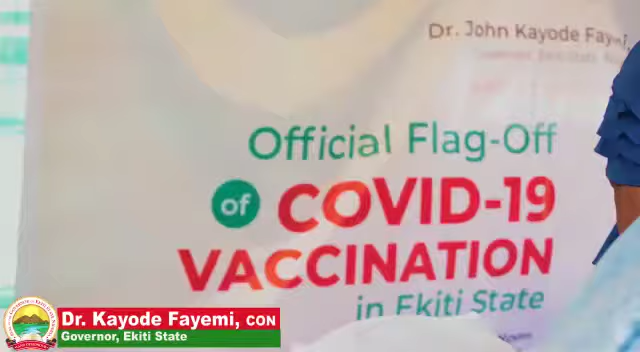 Dr. John Kayode Fayemi,
Official Flag-Off
of COVID-19
VACCINATION
in Ekiti State
Dr. Kayode Fayemi, CON
Governor, Ekiti State